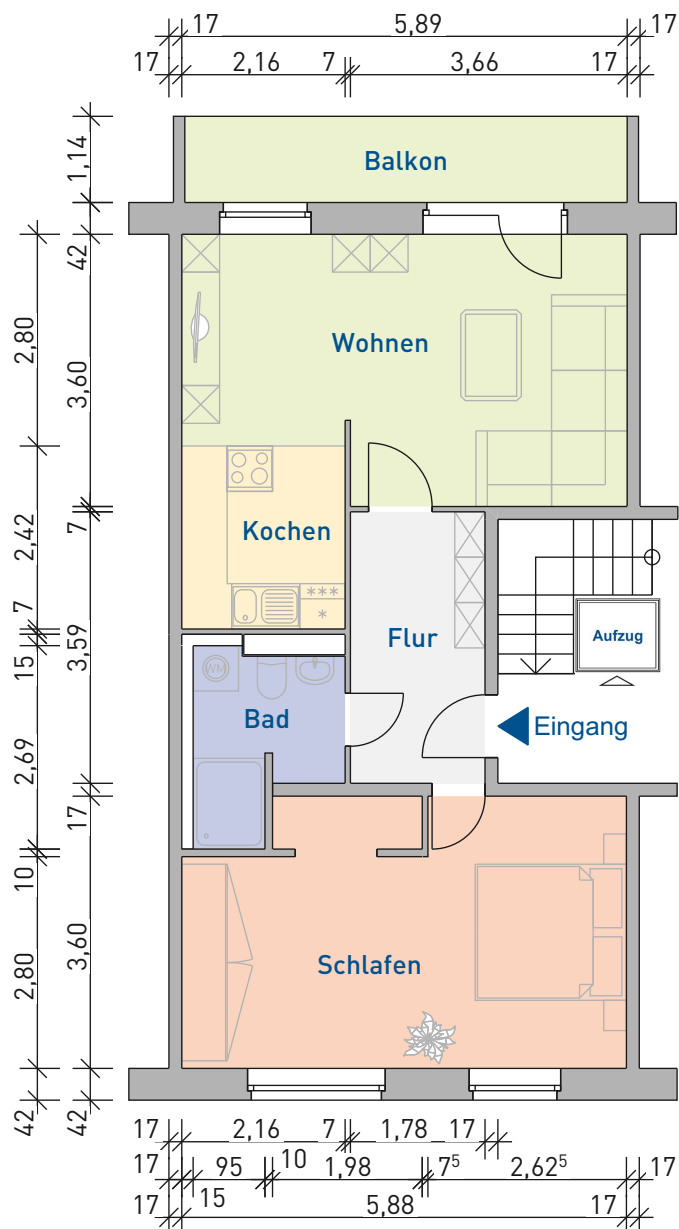 17 5,89 17
17 2,16 7 3,66 17
1,14
42
3,60
7
3,59
17
3,60
42
2,80
2,42
7
15
2,69
10
2,80
42
Balkon
Wohnen
Kochen
Flur
Aufzug
WM
Bad
Eingang
Schlafen
17 2,16 7 1,78 17
17 95 10 1,98 7⁵ 2,62⁵ 17
15
17 5,88 17